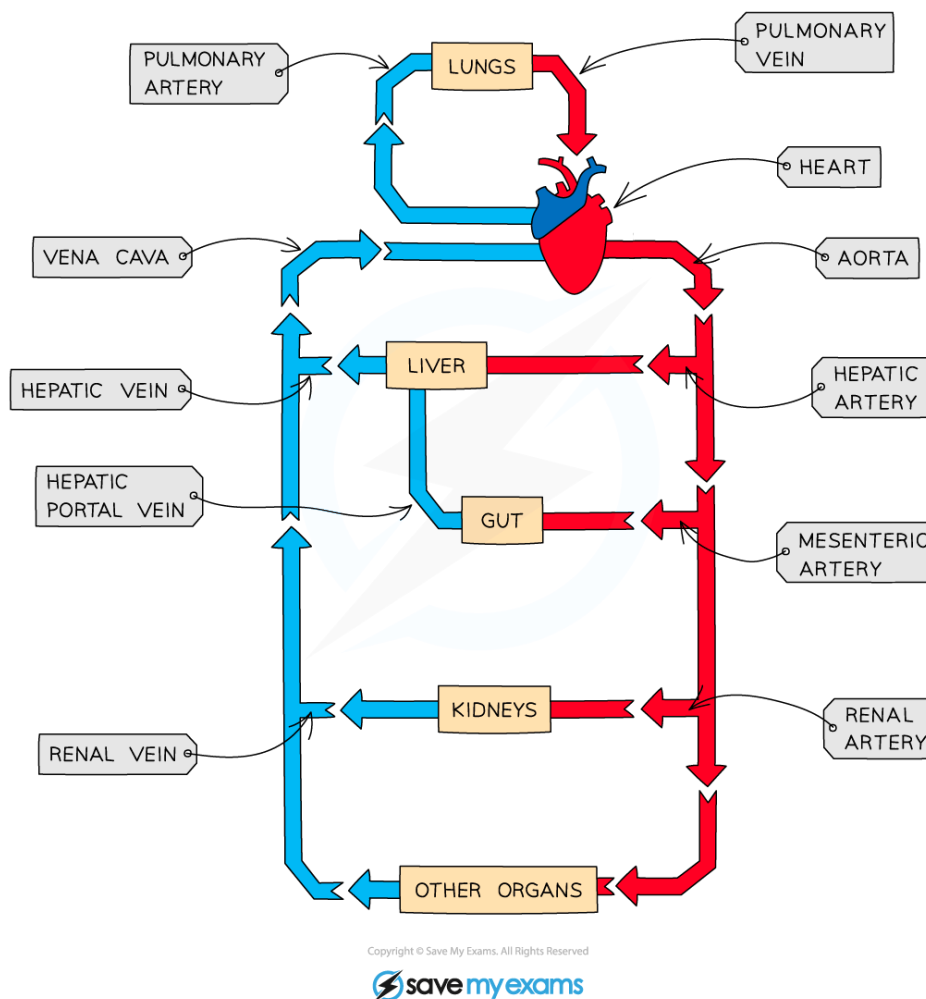 PULMONARY
ARTERY
LUNGS
PULMONARY
VEIN
HEART
VENA CAVA
AORTA
LIVER
HEPATIC VEIN
HEPATIC
ARTERY
HEPATIC
PORTAL VEIN
GUT
MESENTERIC
ARTERY
KIDNEYS
RENAL VEIN
RENAL
ARTERY
OTHER ORGANS
Copyright © Save My Exams. All Rights Reserved
save my exams